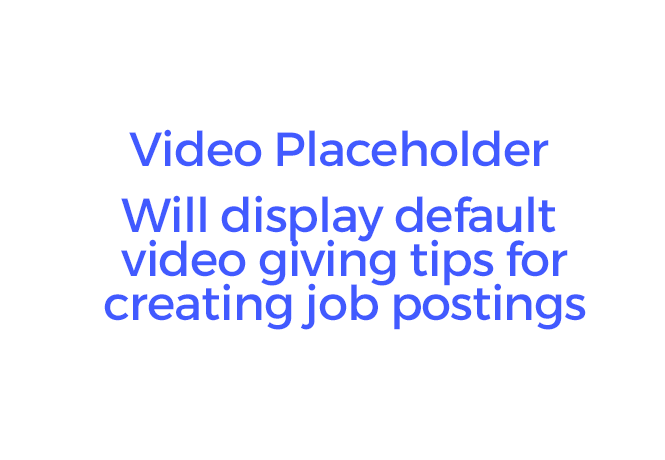 Video Placeholder
Will display default
video giving tips for
creating job postings